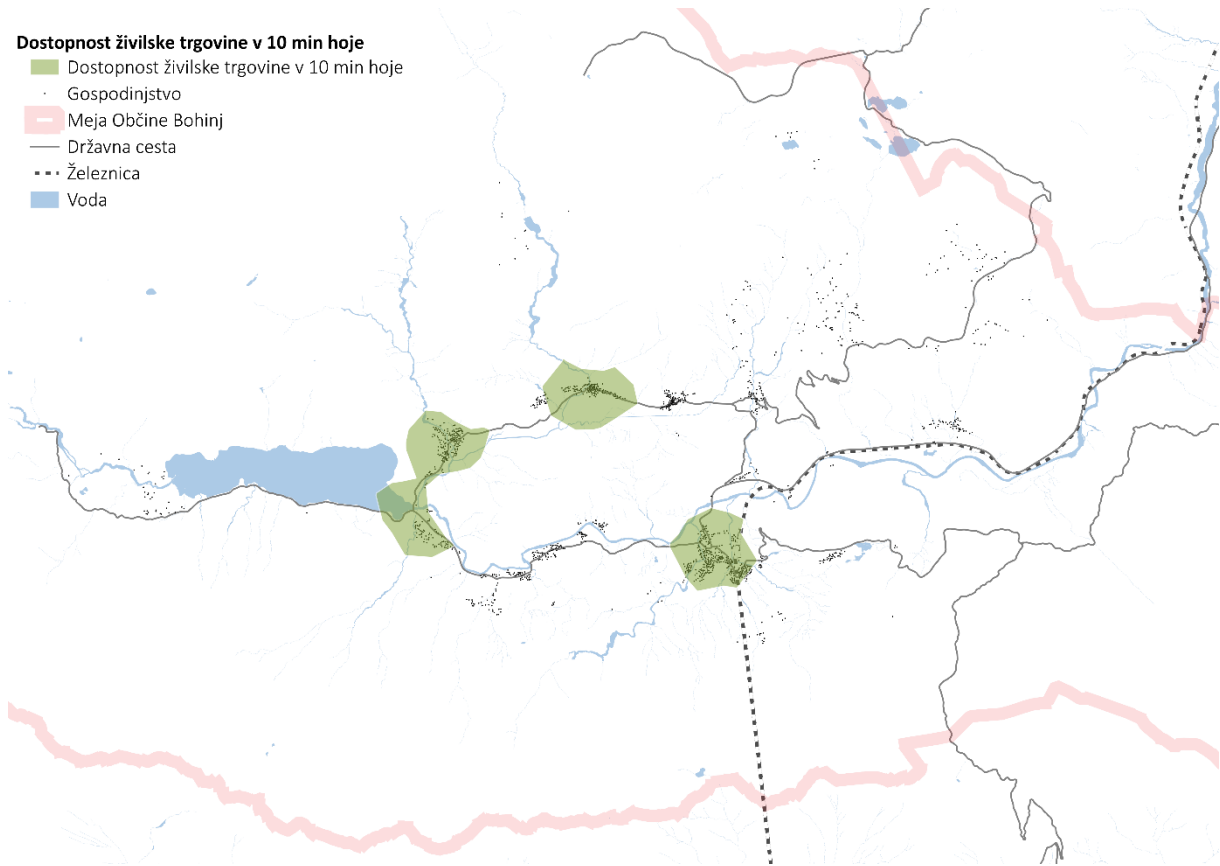 Dostopnost živilske trgovine v 10 min hoje
Dostopnost živilske trgovine v 10 min hoje
Gospodinjstvo
Meja Občine Bohinj
Državna cesta
Železnica
Voda